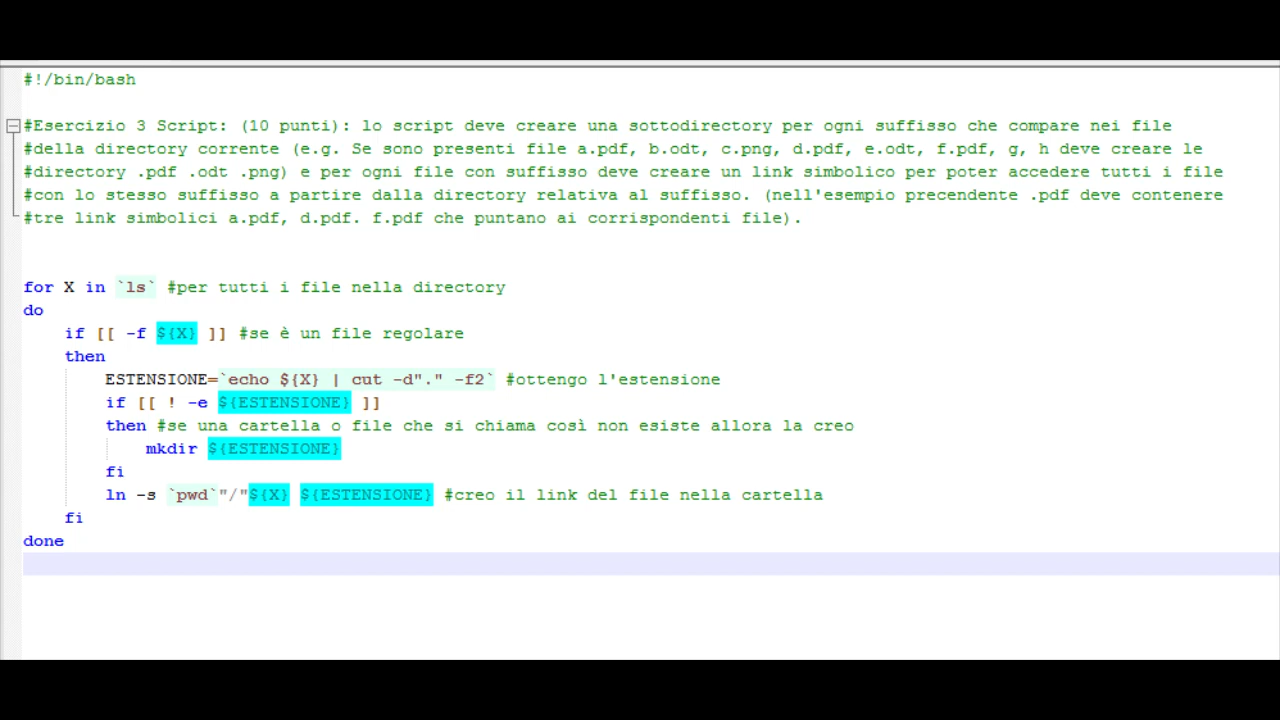 #!/bin/bash
#Esercizio 3 Script: (10 punti): lo script deve creare una sottodirectory per ogni suffisso che compare nei file
#della directory corrente (e.g. Se sono presenti file a.pdf, b.odt, c.png, d.pdf, e.odt, f.pdf, g, h deve creare le
#directory .pdf .odt .png) e per ogni file con suffisso deve creare un link simbolico per poter accedere tutti i file
#con lo stesso suffisso a partire dalla directory relativa al suffisso. (nell'esempio precendente .pdf deve contenere
#tre link simbolici a.pdf, d.pdf. f.pdf che puntano ai corrispondenti file).
for X in `ls` #per tutti i file nella directory
do
if [[ -f ${X} ]] #se è un file regolare
then
ESTENSIONE=`echo ${X} | cut -d"." -f2` #ottengo l'estensione
if [[ ! -e ${ESTENSIONE} ]]
then #se una cartella o file che si chiama così non esiste allora la creo
mkdir ${ESTENSIONE}
fi
ln -s `pwd`"/"${X} ${ESTENSIONE} #creo il link del file nella cartella
fi
done